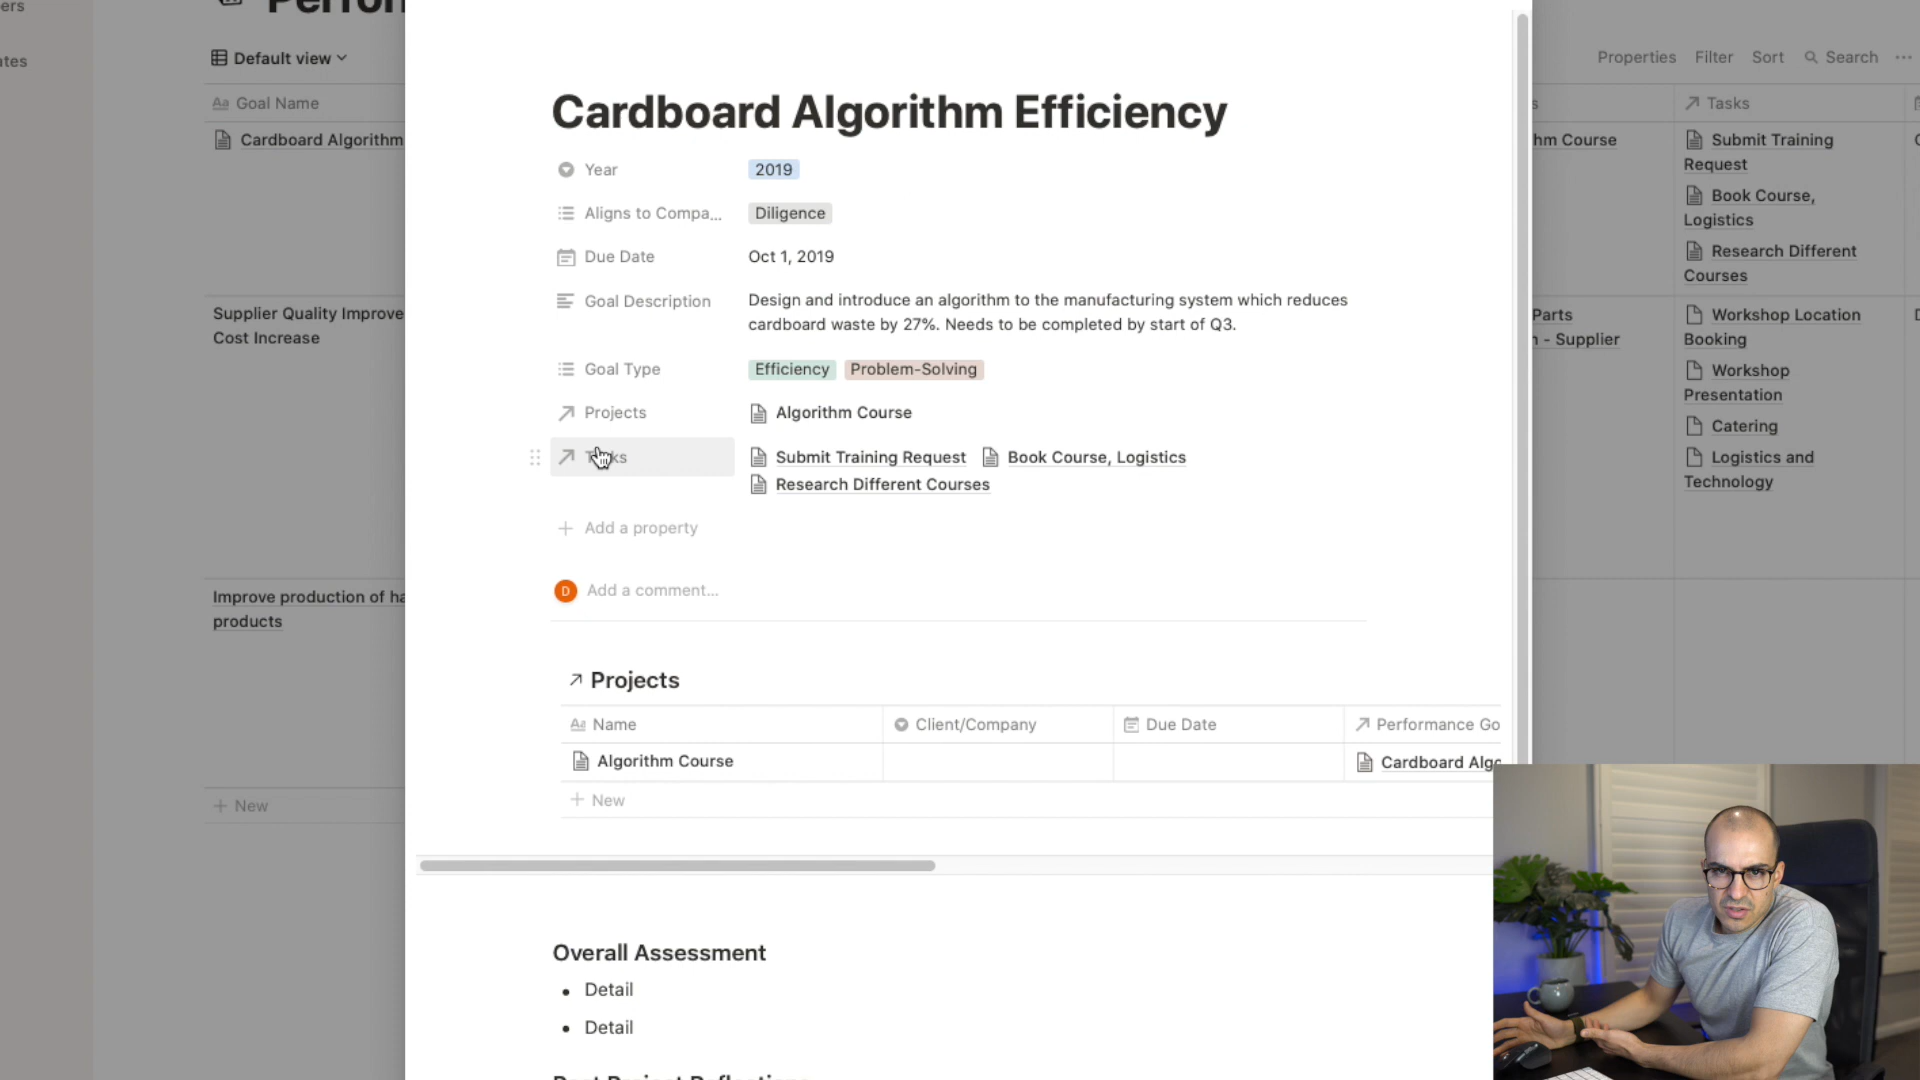 ers
ates
Default view
Properties Filter Sort Search ...
Aa Goal Name
Tasks
Cardboard Algorithm
hm Course
Submit Training
Request
Book Course,
Logistics
Research Different
Courses
Supplier Quality Improve
Cost Increase
Parts
n - Supplier
Workshop Location
Booking
Workshop
Presentation
Catering
Logistics and
Technology
Improve production of ha
products
+ New
Cardboard Algorithm Efficiency
Year 2019
Aligns to Compa... Diligence
Due Date Oct 1, 2019
Goal Description Design and introduce an algorithm to the manufacturing system which reduces
cardboard waste by 27%. Needs to be completed by start of Q3.
Goal Type Efficiency Problem-Solving
Projects Algorithm Course
Tasks Submit Training Request Book Course, Logistics
Research Different Courses
+ Add a property
D Add a comment...
Projects
Aa Name Client/Company Due Date Performance Go
Algorithm Course Cardboard Algo
+ New
Overall Assessment
• Detail
• Detail